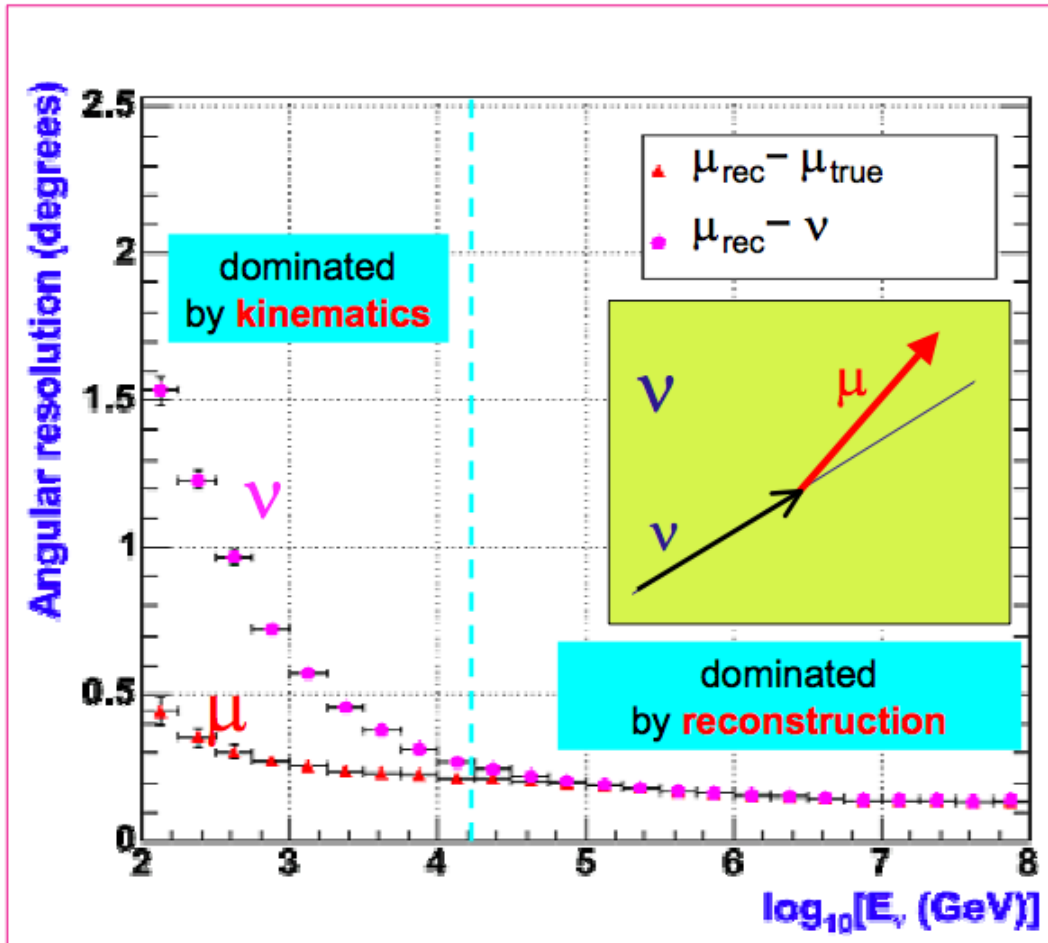 Angular resolution (degrees)
2.5
2
1.5
1
0.5
0
μrec− μtrue
μrec− ν
dominated
by kinematics
ν
μ
ν
μ
ν
dominated
by reconstruction
2 3 4 5 6 7 8
log10[Eν (GeV)]